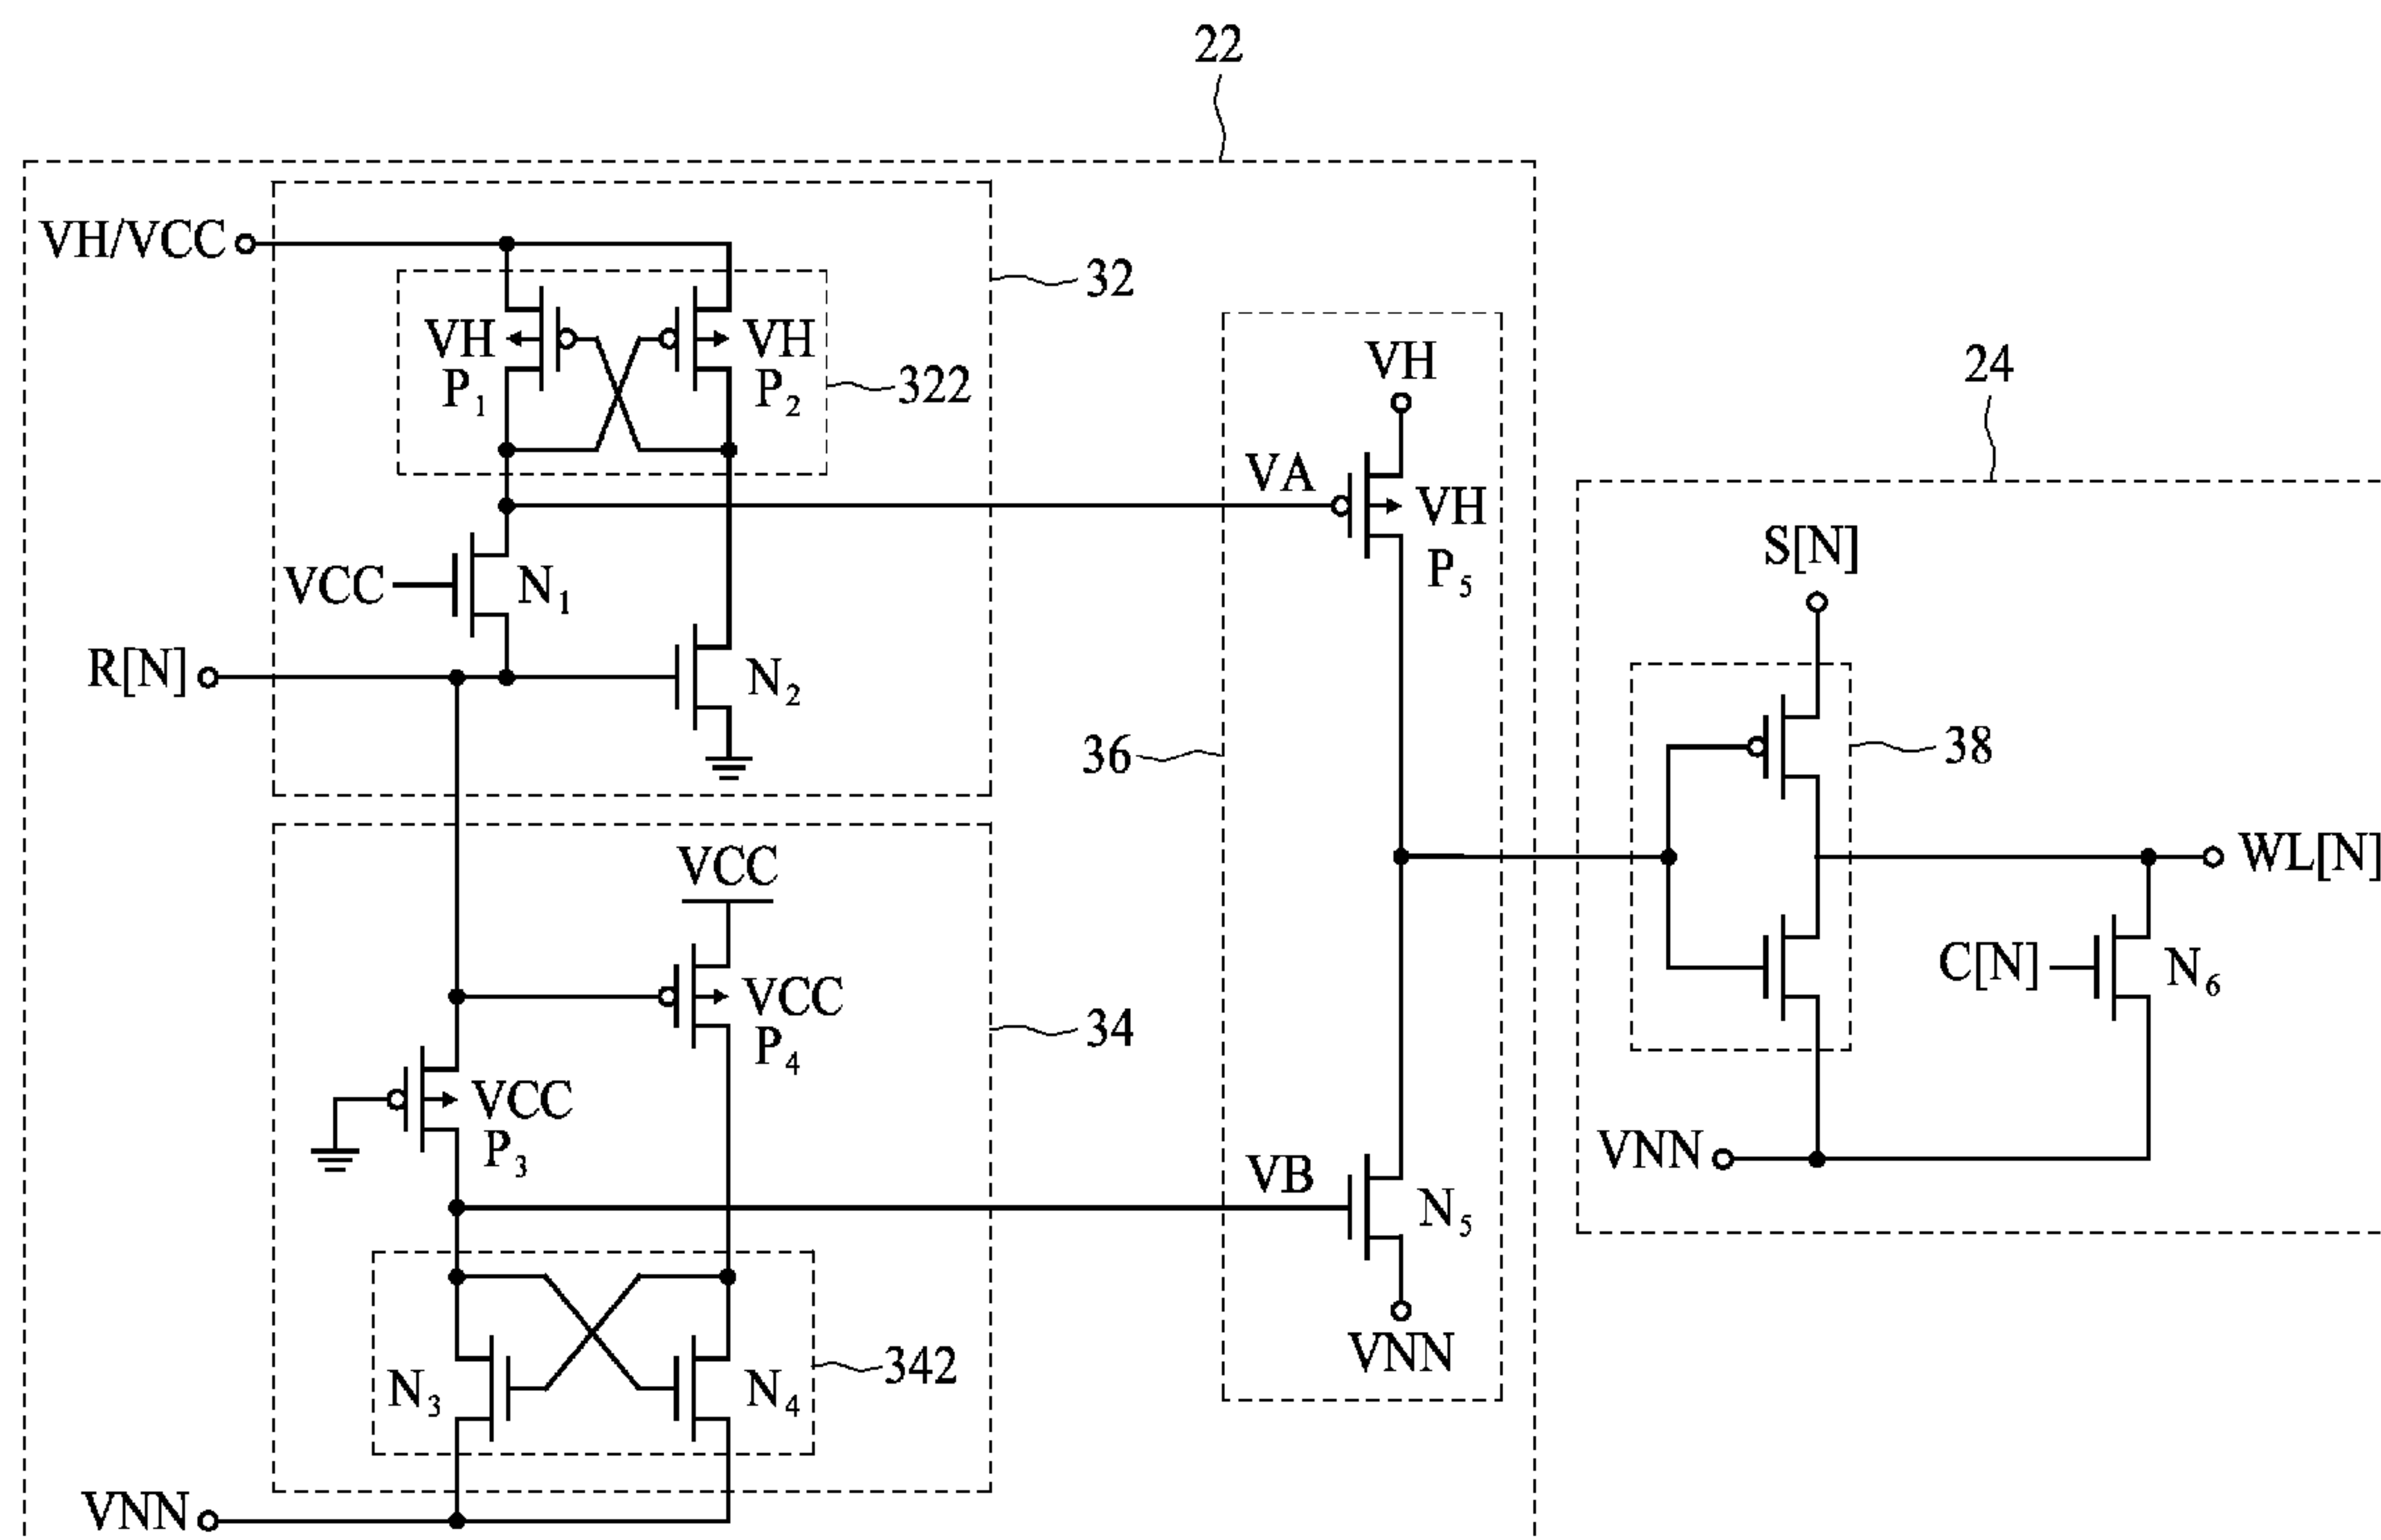 22
VH/VCC
32
VH
P1
VH
P2
322
VH
24
VA
VH
P5
S[N]
VCC
N1
R[N]
N2
36
38
VCC
WL[N]
VCC
P4
C[N]
N6
34
VCC
P3
VNN
VB
N5
VNN
342
N3
N4
VNN